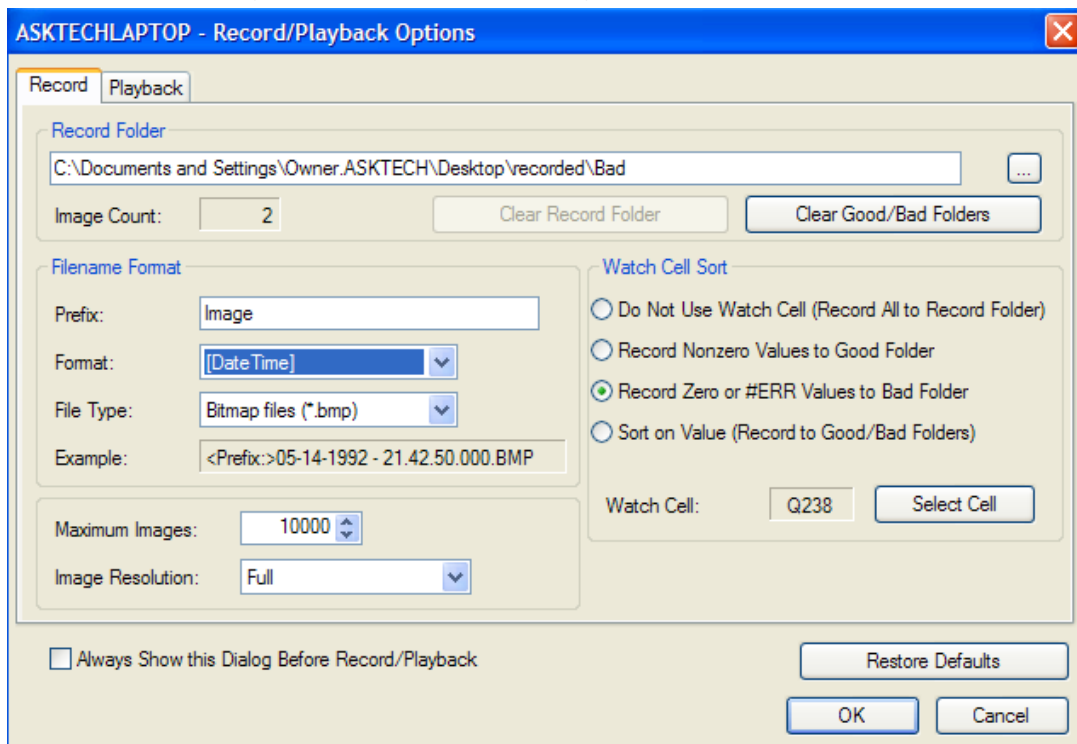 ASKTECHLAPTOP - Record/Playback Options
Record Playback
Record Folder
C:\Documents and Settings\Owner.ASKTECH\Desktop\recorded\Bad
...
Image Count: 2 Clear Record Folder Clear Good/Bad Folders
Filename Format
Prefix: Image
Format: [DateTime]
File Type: Bitmap files (*.bmp)
Example: <Prefix:>05-14-1992 - 21.42.50.000.BMP
Maximum Images: 10000
Image Resolution: Full
Watch Cell Sort
Do Not Use Watch Cell (Record All to Record Folder)
Record Nonzero Values to Good Folder
Record Zero or #ERR Values to Bad Folder
Sort on Value (Record to Good/Bad Folders)
Watch Cell: Q238 Select Cell
Always Show this Dialog Before Record/Playback
Restore Defaults
OK Cancel